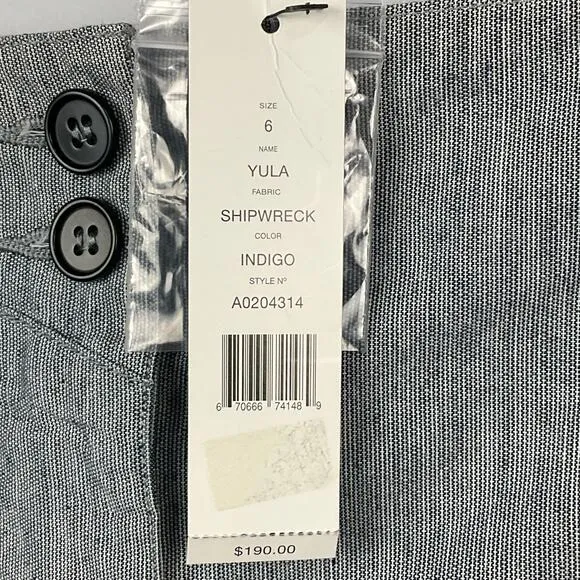 SIZE
6
NAME
YULA
FABRIC
SHIPWRECK
COLOR
INDIGO
STYLE Nº
A0204314
6 70666 74148 9
$190.00